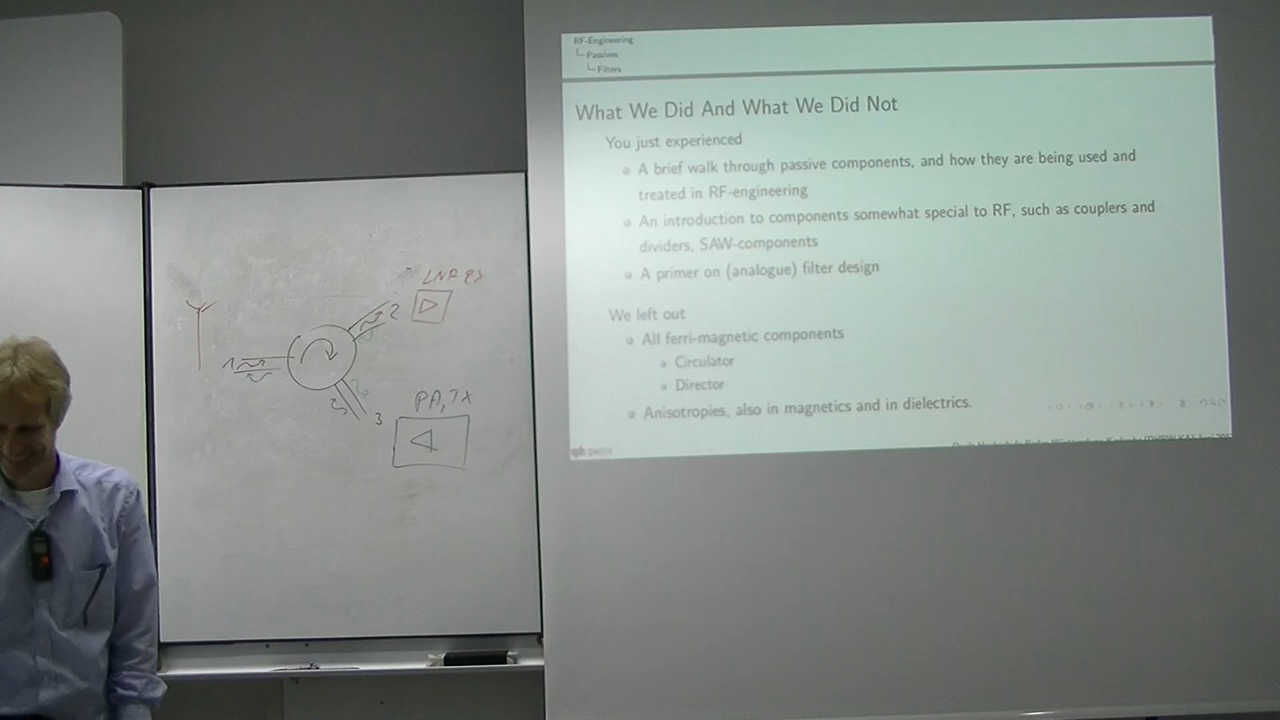 LNA RX
2
1
PA, TX
3
RF-Engineering
Passives
Filters
What We Did And What We Did Not
You just experienced
A brief walk through passive components, and how they are being used and
treated in RF-engineering
An introduction to components somewhat special to RF, such as couplers and
dividers, SAW-components
A primer on (analogue) filter design
We left out
All ferri-magnetic components
Circulator
Director
Anisotropies, also in magnetics and in dielectrics.